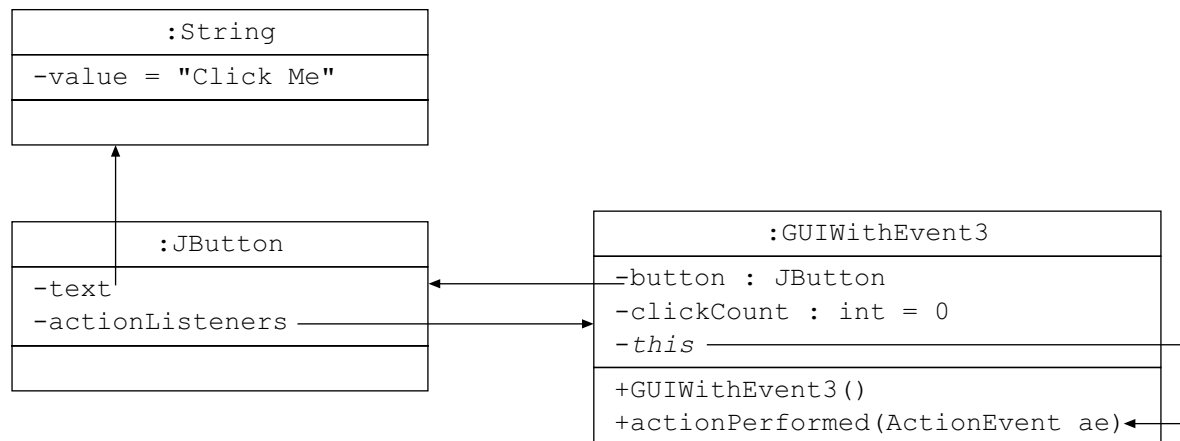 :String
-value = "Click Me"
:JButton
-text
-actionListeners
:GUIWithEvent3
-button : JButton
-clickCount : int = 0
-this
+GUIWithEvent3()
+actionPerformed(ActionEvent ae)